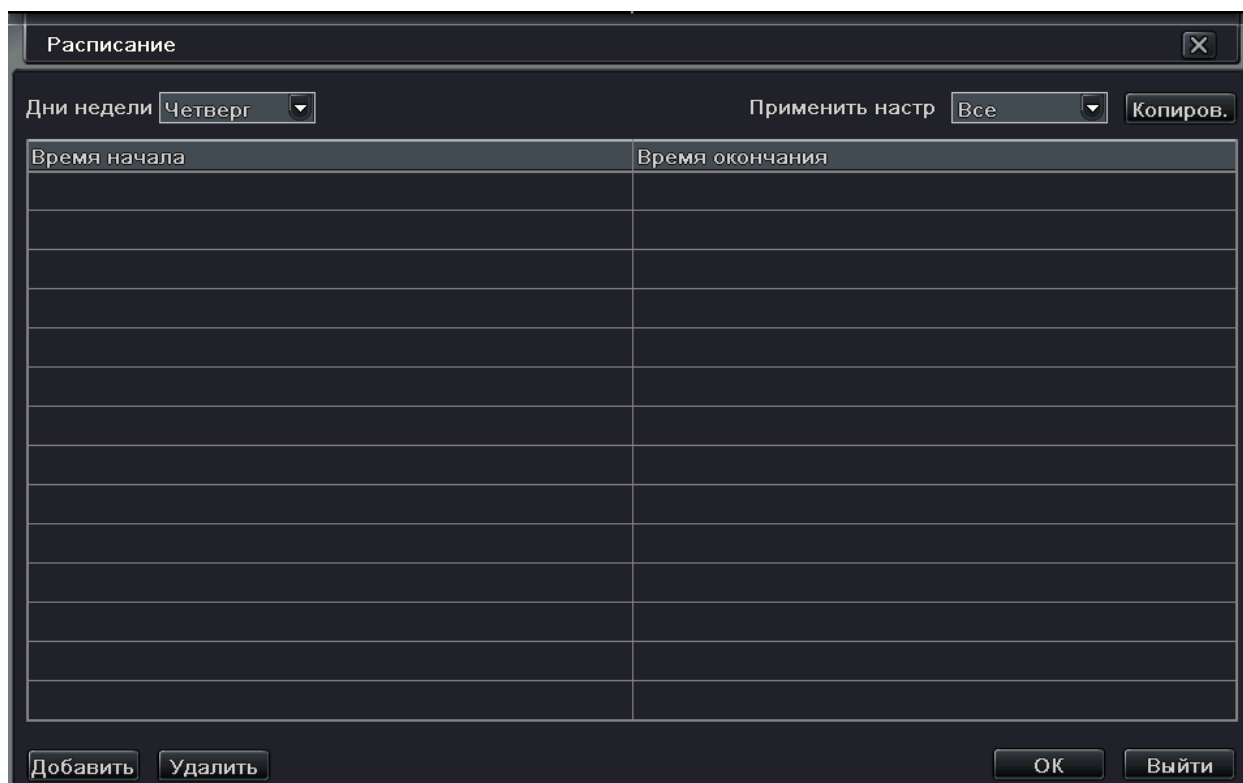 Расписание
Дни недели Четверг Применить настр Все Копиров.
Время начала Время окончания
Добавить Удалить ОК Выйти